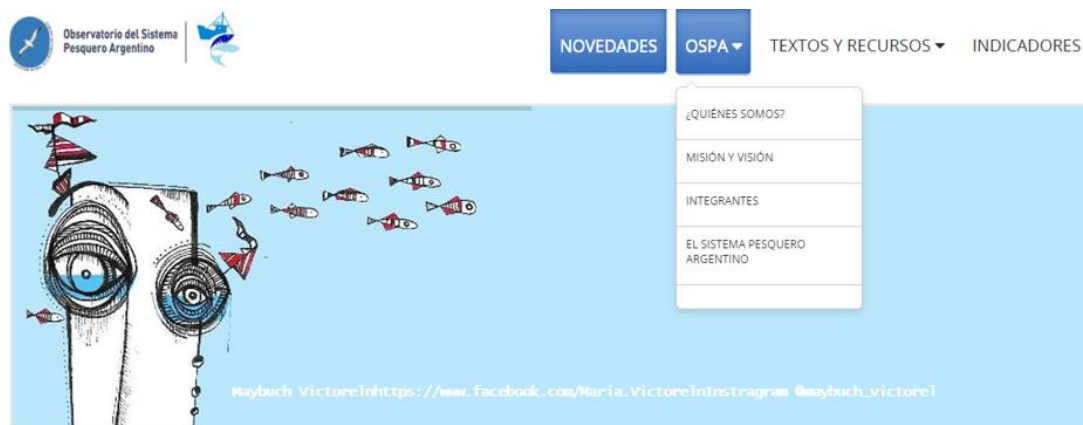 Observatorio del Sistema
Pesquero Argentino
NOVEDADES OSPA TEXTOS Y RECURSOS INDICADORES
¿QUIÉNES SOMOS?
MISIÓN Y VISIÓN
INTEGRANTES
EL SISTEMA PESQUERO
ARGENTINO
Maybuch Victorelnhttps://www.facebook.com/Maria.VictorelnInstragram @maybuch_victorel